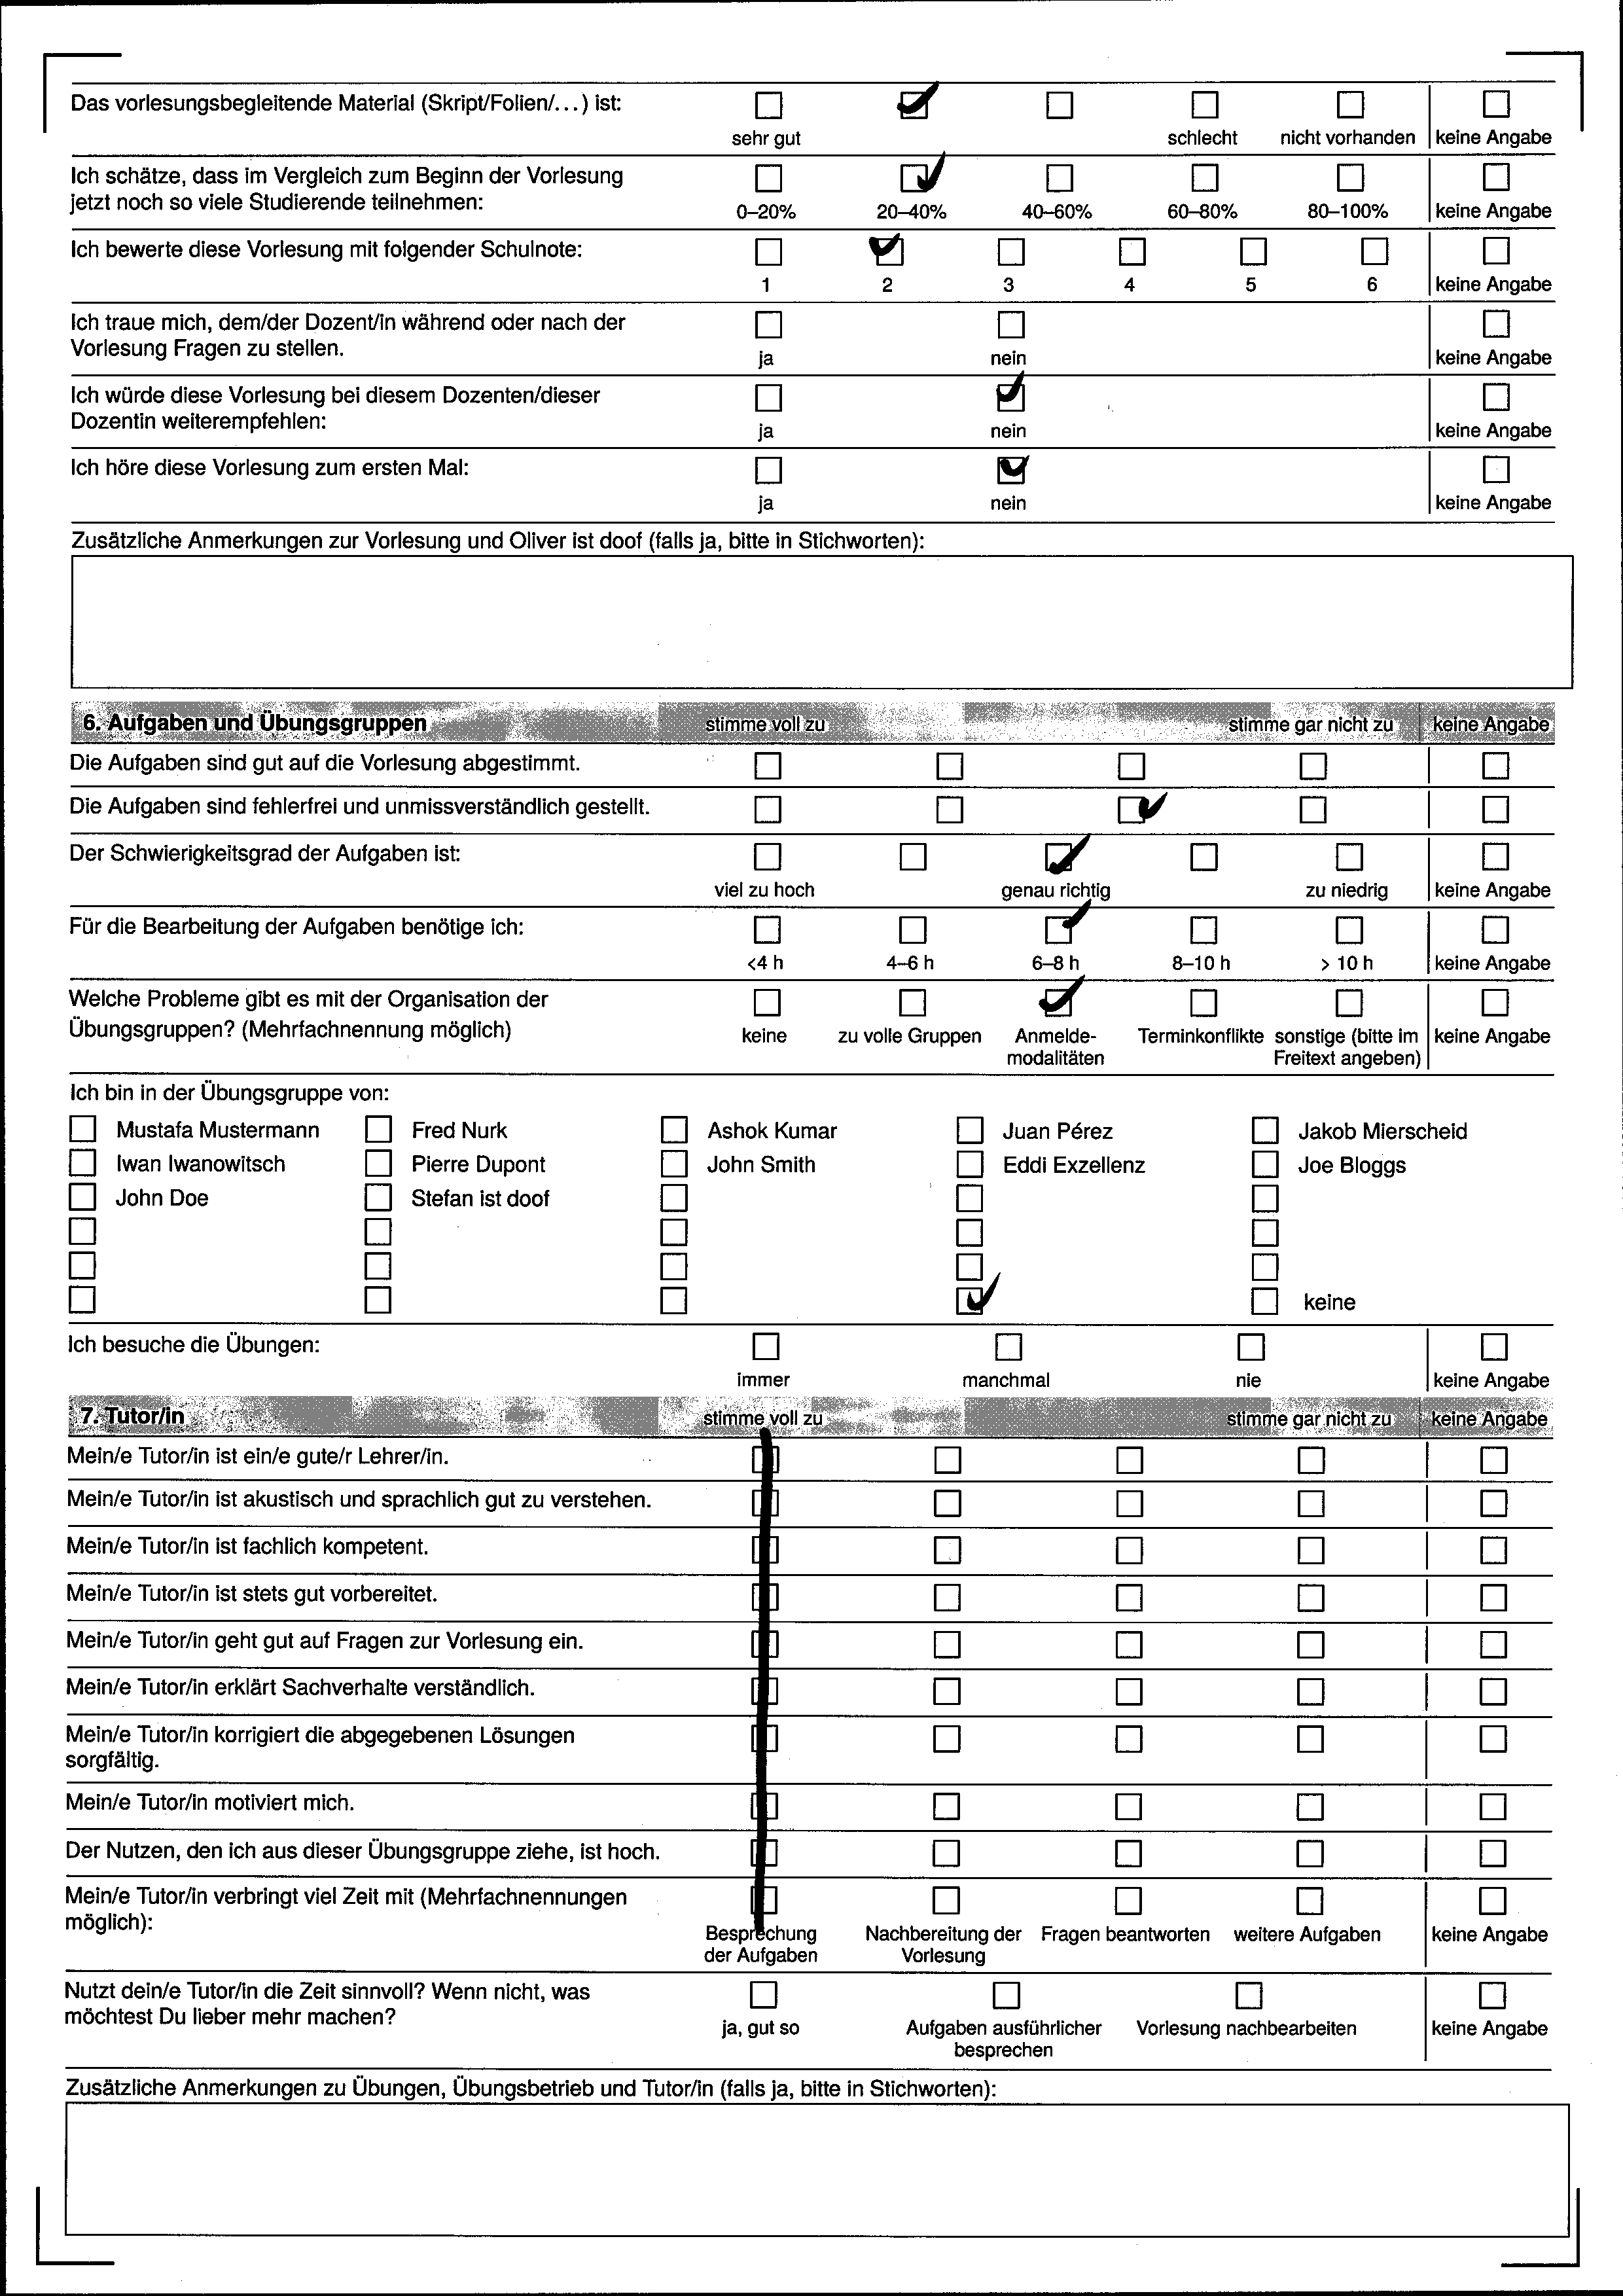 Das vorlesungsbegleitende Material (Skript/Folien/...) ist:
sehr gut schlecht nicht vorhanden keine Angabe
Ich schätze, dass im Vergleich zum Beginn der Vorlesung
jetzt noch so viele Studierende teilnehmen:
0–20% 20–40% 40–60% 60–80% 80–100% keine Angabe
Ich bewerte diese Vorlesung mit folgender Schulnote:
1 2 3 4 5 6 keine Angabe
Ich traue mich, dem/der Dozent/in während oder nach der
Vorlesung Fragen zu stellen.
ja nein keine Angabe
Ich würde diese Vorlesung bei diesem Dozenten/dieser
Dozentin weiterempfehlen:
ja nein keine Angabe
Ich höre diese Vorlesung zum ersten Mal:
ja nein keine Angabe
Zusätzliche Anmerkungen zur Vorlesung und Oliver ist doof (falls ja, bitte in Stichworten):
6. Aufgaben und Übungsgruppen stimme voll zu stimme gar nicht zu keine Angabe
Die Aufgaben sind gut auf die Vorlesung abgestimmt.
Die Aufgaben sind fehlerfrei und unmissverständlich gestellt.
Der Schwierigkeitsgrad der Aufgaben ist:
viel zu hoch genau richtig zu niedrig keine Angabe
Für die Bearbeitung der Aufgaben benötige ich:
<4 h 4–6 h 6–8 h 8–10 h > 10 h keine Angabe
Welche Probleme gibt es mit der Organisation der
Übungsgruppen? (Mehrfachnennung möglich)
keine zu volle Gruppen Anmelde- Terminkonflikte sonstige (bitte im keine Angabe
modalitäten Freitext angeben)
Ich bin in der Übungsgruppe von:
Mustafa Mustermann Fred Nurk Ashok Kumar Juan Pérez Jakob Mierscheid
Iwan Iwanowitsch Pierre Dupont John Smith Eddi Exzellenz Joe Bloggs
John Doe Stefan ist doof
keine
Ich besuche die Übungen:
immer manchmal nie keine Angabe
7. Tutor/in stimme voll zu stimme gar nicht zu keine Angabe
Mein/e Tutor/in ist ein/e gute/r Lehrer/in.
Mein/e Tutor/in ist akustisch und sprachlich gut zu verstehen.
Mein/e Tutor/in ist fachlich kompetent.
Mein/e Tutor/in ist stets gut vorbereitet.
Mein/e Tutor/in geht gut auf Fragen zur Vorlesung ein.
Mein/e Tutor/in erklärt Sachverhalte verständlich.
Mein/e Tutor/in korrigiert die abgegebenen Lösungen
sorgfältig.
Mein/e Tutor/in motiviert mich.
Der Nutzen, den ich aus dieser Übungsgruppe ziehe, ist hoch.
Mein/e Tutor/in verbringt viel Zeit mit (Mehrfachnennungen
möglich):
Besprechung Nachbereitung der Fragen beantworten weitere Aufgaben keine Angabe
der Aufgaben Vorlesung
Nutzt dein/e Tutor/in die Zeit sinnvoll? Wenn nicht, was
möchtest Du lieber mehr machen?
ja, gut so Aufgaben ausführlicher Vorlesung nachbearbeiten keine Angabe
besprechen
Zusätzliche Anmerkungen zu Übungen, Übungsbetrieb und Tutor/in (falls ja, bitte in Stichworten):